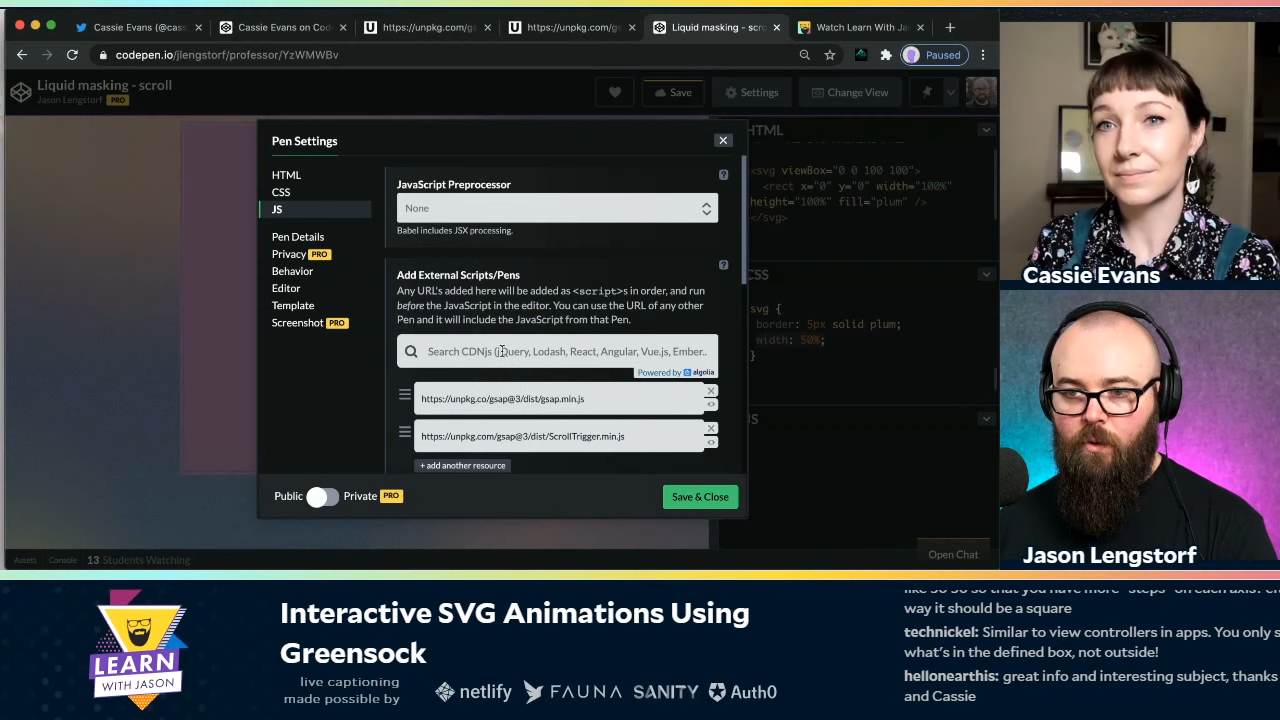 Cassie Evans (@cass
Cassie Evans on Cod
https://unpkg.com/g
https://unpkg.com/g
Liquid masking - scro
Watch Learn With Ja
codepen.io/jlengstorf/professor/YzWMWBv
Paused
Liquid masking - scroll
Jason Lengstorf PRO
Save
Settings
Change View
Pen Settings
HTML
CSS
JS
Pen Details
Privacy PRO
Behavior
Editor
Template
Screenshot PRO
JavaScript Preprocessor
None
Babel includes JSX processing.
Add External Scripts/Pens
Any URL's added here will be added as <script>s in order, and run
before the JavaScript in the editor. You can use the URL of any other
Pen and it will include the JavaScript from that Pen.
Search CDNjs (jQuery, Lodash, React, Angular, Vue.js, Ember..
Powered by algolia
https://unpkg.co/gsap@3/dist/gsap.min.js
https://unpkg.com/gsap@3/dist/ScrollTrigger.min.js
+ add another resource
Public Private PRO
Save & Close
HTML
<svg viewBox="0 0 100 100">
<rect x="0" y="0" width="100%"
height="100%" fill="plum" />
</svg>
CSS
svg {
border: 5px solid plum;
width: 50%;
}
JS
Assets Console 13 Students Watching
Open Chat
Cassie Evans
Jason Lengstorf
LEARN
WITH JASON
Interactive SVG Animations Using
Greensock
live captioning
made possible by
netlify FAUNA SANITY Auth0
way it should be a square
technickel: Similar to view controllers in apps. You only s
what's in the defined box, not outside!
hellonearthis: great info and interesting subject, thanks
and Cassie